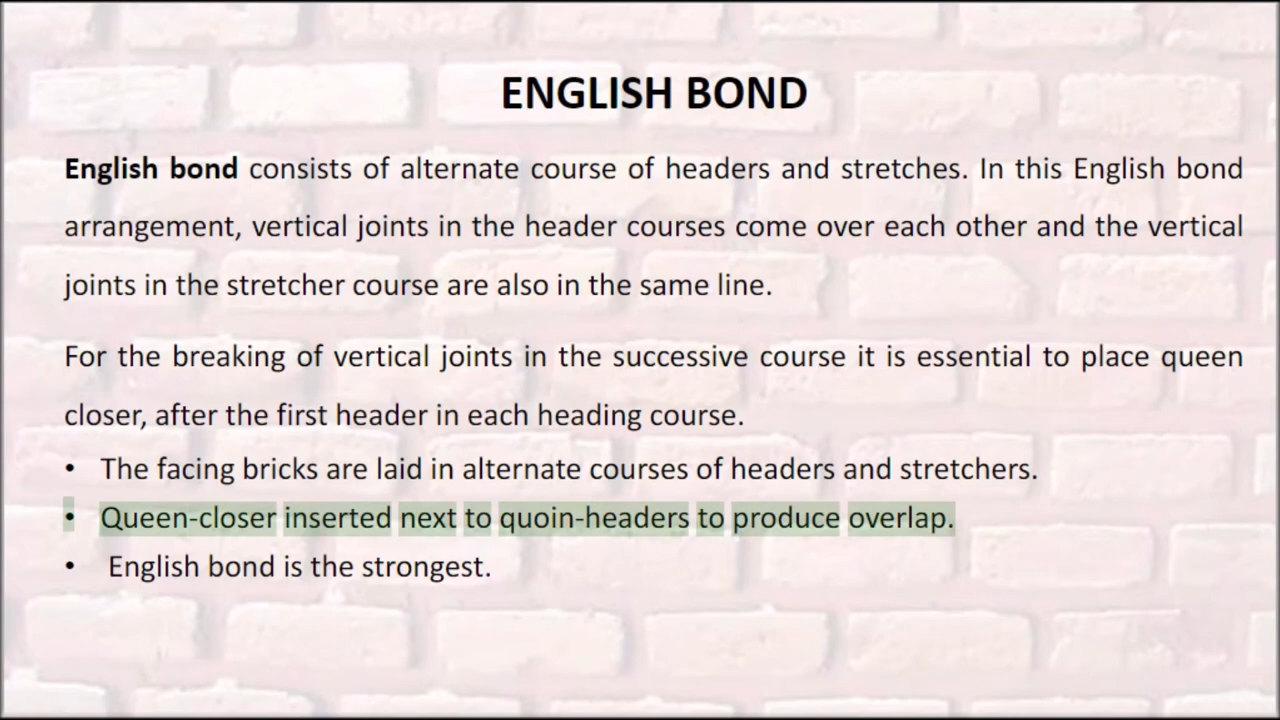 ENGLISH BOND
English bond consists of alternate course of headers and stretches. In this English bond
arrangement, vertical joints in the header courses come over each other and the vertical
joints in the stretcher course are also in the same line.
For the breaking of vertical joints in the successive course it is essential to place queen
closer, after the first header in each heading course.
• The facing bricks are laid in alternate courses of headers and stretchers.
• Queen-closer inserted next to quoin-headers to produce overlap.
• English bond is the strongest.